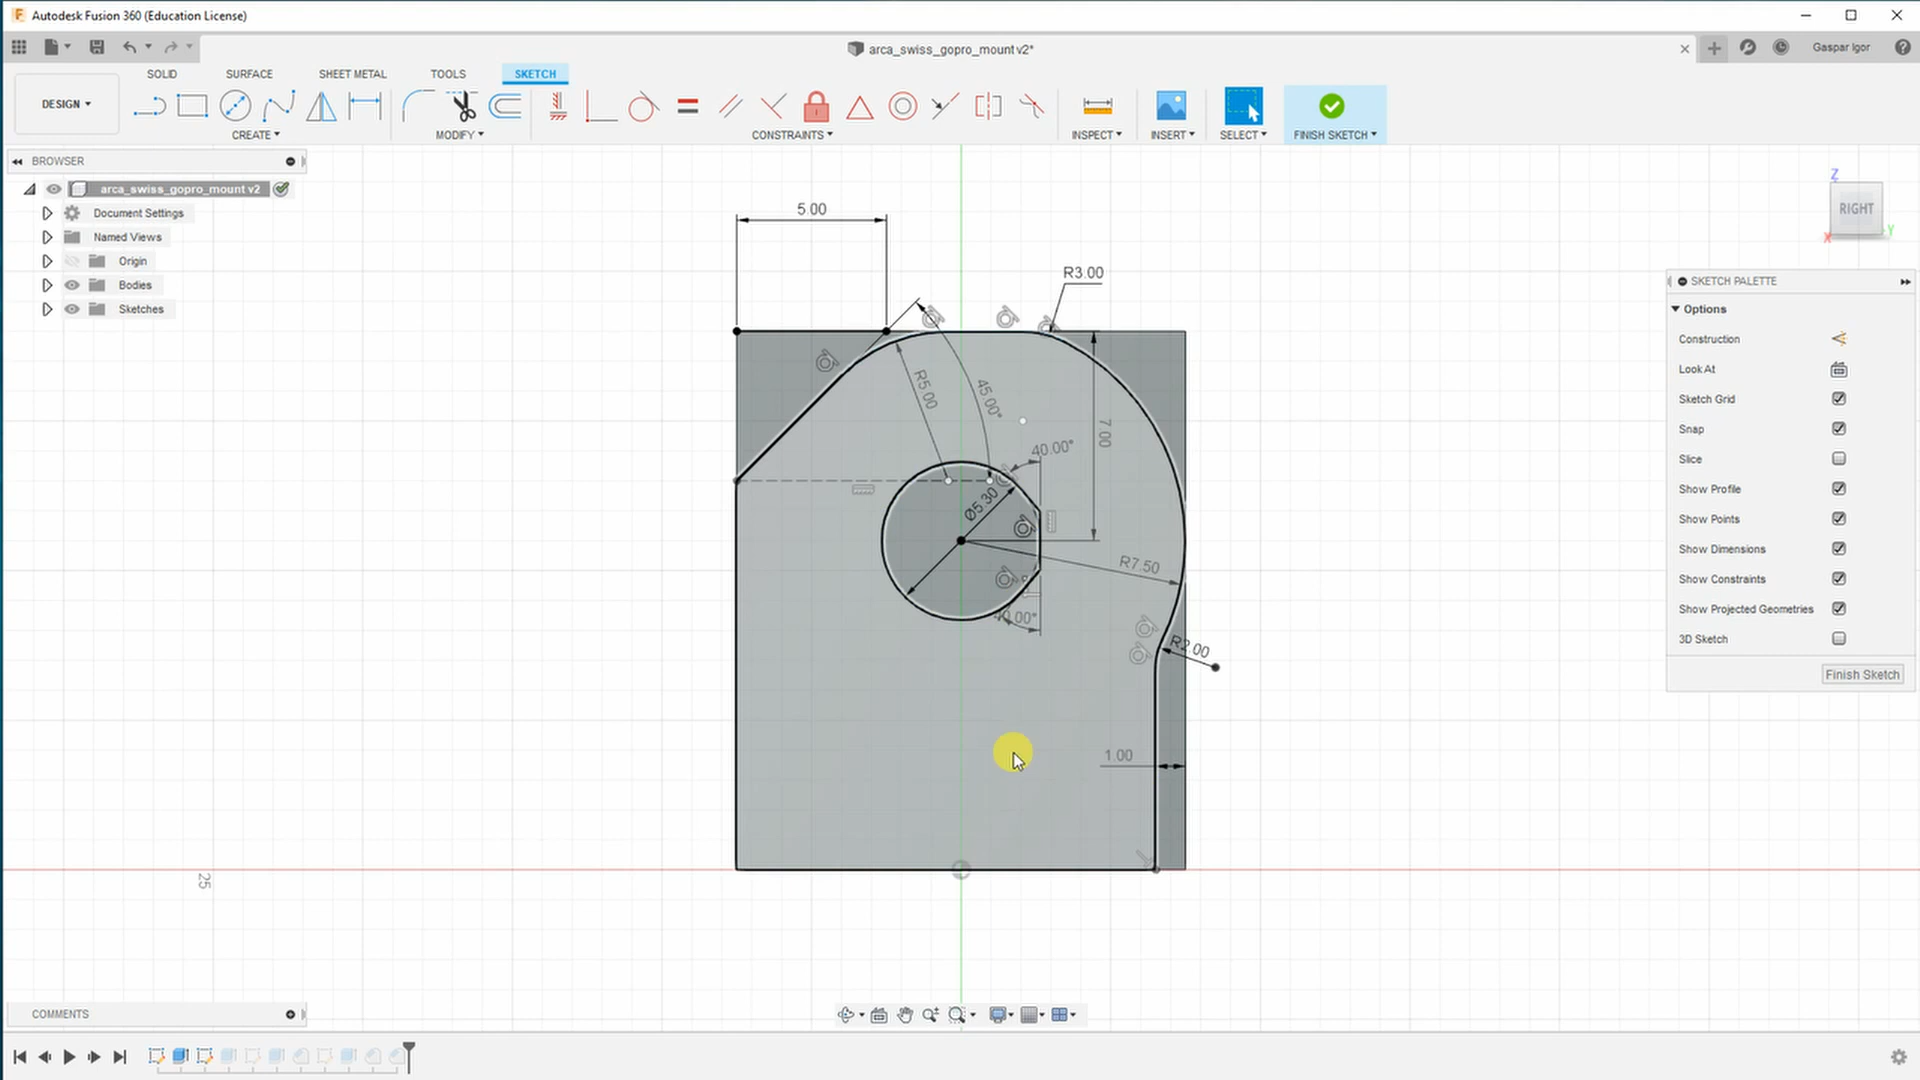 Autodesk Fusion 360 (Education License)
arca_swiss_gopro_mount v2*
Gaspar Igor
DESIGN
SOLID
SURFACE
SHEET METAL
TOOLS
SKETCH
CREATE
MODIFY
CONSTRAINTS
INSPECT
INSERT
SELECT
FINISH SKETCH
BROWSER
arca_swiss_gopro_mount v2
Document Settings
Named Views
Origin
Bodies
Sketches
5.00
R3.00
R5.00
45.00°
7.00
40.00°
Ø5.30
R7.50
R2.00
1.00
25
Z
RIGHT
X
Y
SKETCH PALETTE
Options
Construction
Look At
Sketch Grid
Snap
Slice
Show Profile
Show Points
Show Dimensions
Show Constraints
Show Projected Geometries
3D Sketch
Finish Sketch
COMMENTS